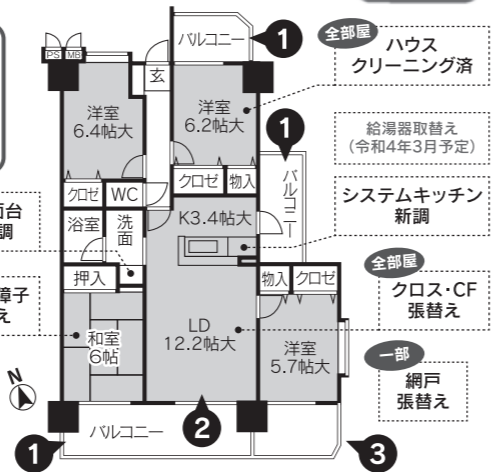 バルコニー
1
全部屋
ハウス
クリーニング済
PS
MB
玄
洋室
6.4帖大
洋室
6.2帖大
1
給湯器取替え
(令和4年3月予定)
クロゼ
WC
クロゼ
物入
バルコニー
システムキッチン
新調
面台
調
浴室
洗面
K3.4帖大
全部屋
クロス・CF
張替え
障子
え
押入
物入
クロゼ
和室
6帖
LD
12.2帖大
洋室
5.7帖大
一部
網戸
張替え
N
1
バルコニー
2
3